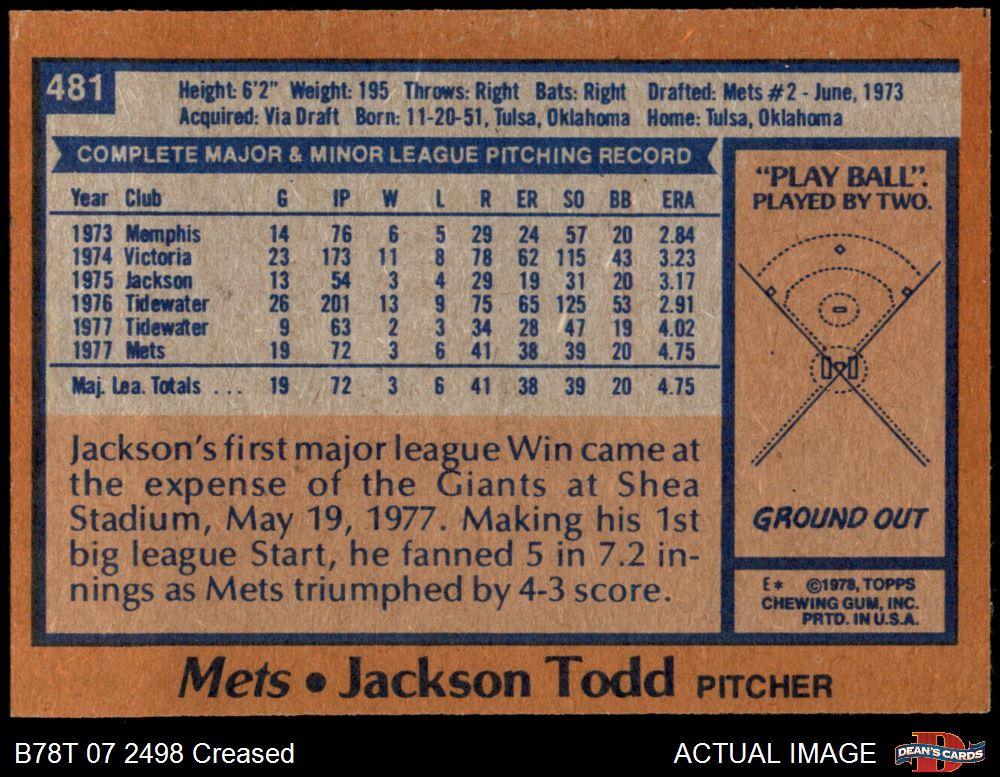 481
Height: 6'2" Weight: 195 Throws: Right Bats: Right Drafted: Mets #2 - June, 1973
Acquired: Via Draft Born: 11-20-51, Tulsa, Oklahoma Home: Tulsa, Oklahoma
COMPLETE MAJOR & MINOR LEAGUE PITCHING RECORD
Year Club G IP W L R ER SO BB ERA
1973 Memphis 14 76 6 5 29 24 57 20 2.84
1974 Victoria 23 173 11 8 78 62 115 43 3.23
1975 Jackson 13 54 3 4 29 19 31 20 3.17
1976 Tidewater 26 201 13 9 75 65 125 53 2.91
1977 Tidewater 9 63 2 3 34 28 47 19 4.02
1977 Mets 19 72 3 6 41 38 39 20 4.75
Maj. Lea. Totals ... 19 72 3 6 41 38 39 20 4.75
Jackson's first major league Win came at
the expense of the Giants at Shea
Stadium, May 19, 1977. Making his 1st
big league Start, he fanned 5 in 7.2 in-
nings as Mets triumphed by 4-3 score.
"PLAY BALL".
PLAYED BY TWO.
GROUND OUT
E* ©1978, TOPPS
CHEWING GUM, INC.
PRTD. IN U.S.A.
Mets • Jackson Todd PITCHER
B78T 07 2498 Creased
ACTUAL IMAGE
DEAN'S CARDS